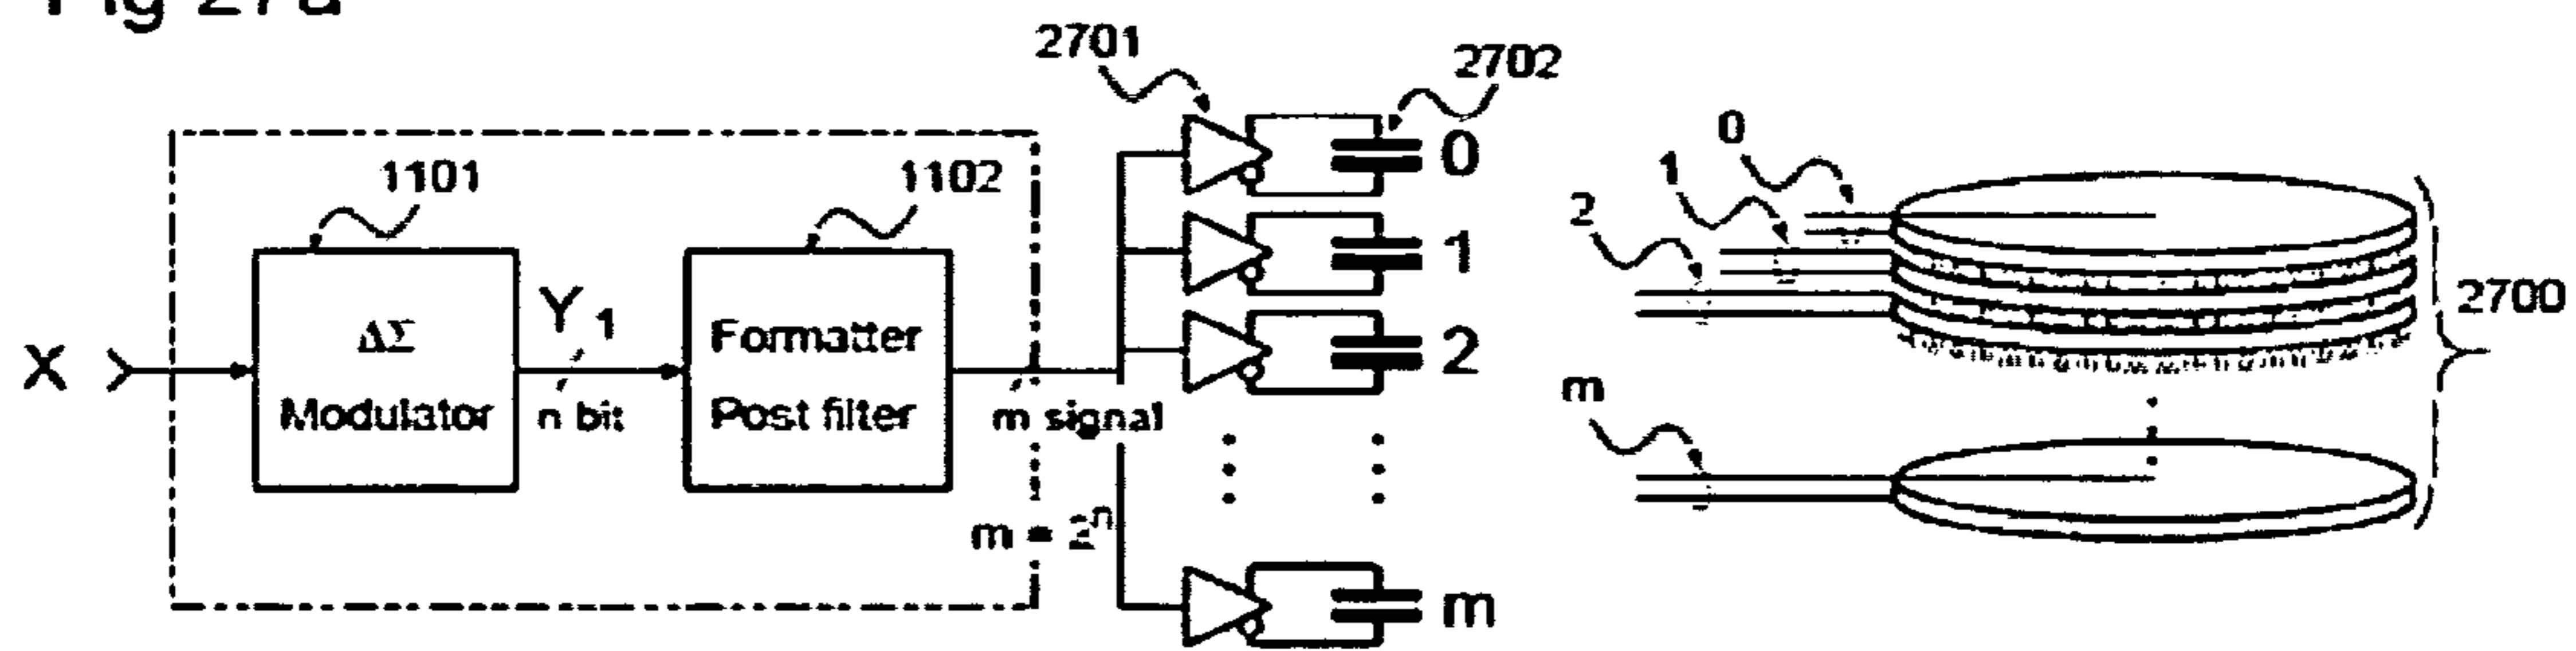 Fig 27a
2701
2702
0
0
1
1101
1102
1
2
X
ΔΣ
Modulator
Y1
n bit
Formatter
Post filter
m signal
2
m
2700
m = 2^n
m